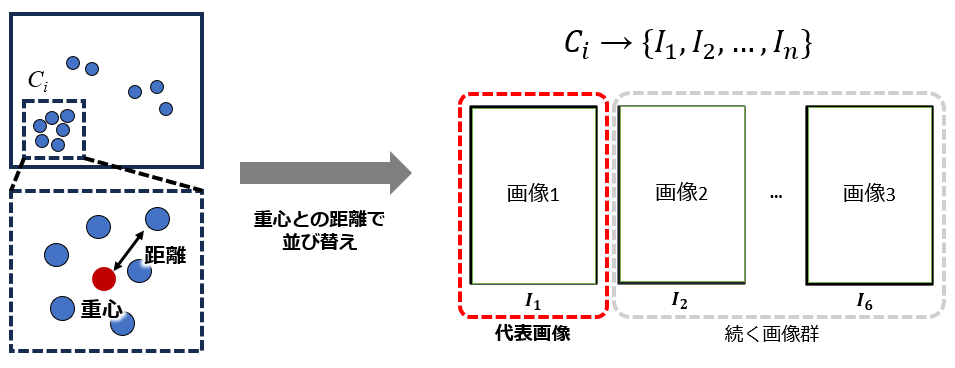 C_i
距離
重心
重心との距離で
並び替え
C_i → {I_1, I_2, ..., I_n}
画像1
画像2
...
画像3
I_1
I_2
I_6
代表画像
続く画像群